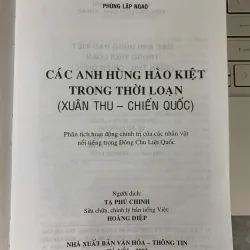 PHÙNG LẬP NGAO
CÁC ANH HÙNG HÀO KIỆT
TRONG THỜI LOẠN
(XUÂN THU – CHIẾN QUỐC)
Phân tích hoạt động chính trị của các nhân vật
nổi tiếng trong Đông Chu Liệt Quốc
Người dịch:
TẠ PHÚ CHINH
Sửa chữa, chỉnh lý bản tiếng Việt:
HOÀNG ĐIỆP
NHÀ XUẤT BẢN VĂN HÓA – THÔNG TIN